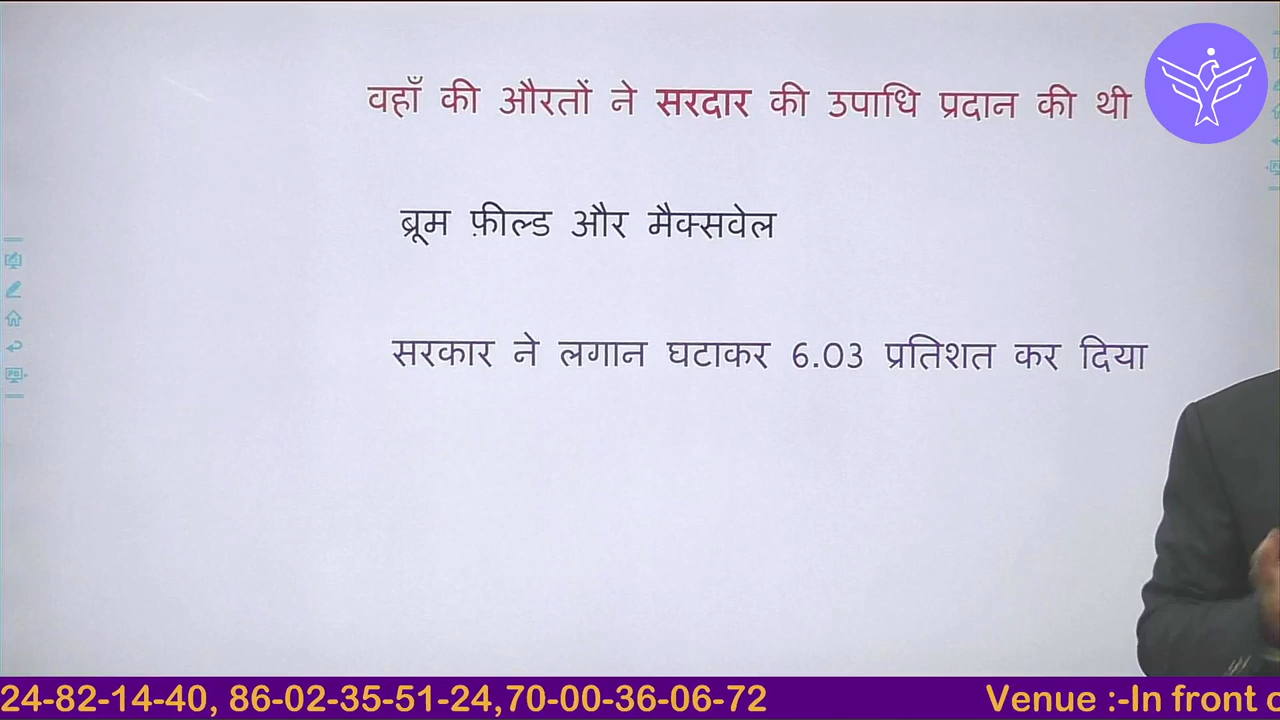 वहाँ की औरतों ने सरदार की उपाधि प्रदान की थी
ब्रूम फ़ील्ड और मैक्सवेल
सरकार ने लगान घटाकर 6.03 प्रतिशत कर दिया
24-82-14-40, 86-02-35-51-24,70-00-36-06-72 Venue :-In front